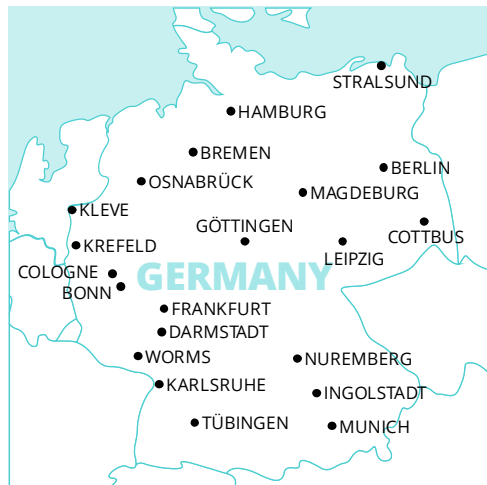 STRALSUND
HAMBURG
BREMEN
BERLIN
OSNABRÜCK
MAGDEBURG
KLEVE
GÖTTINGEN
COTTBUS
KREFELD
LEIPZIG
COLOGNE
GERMANY
BONN
FRANKFURT
DARMSTADT
WORMS
NUREMBERG
KARLSRUHE
INGOLSTADT
TÜBINGEN
MUNICH